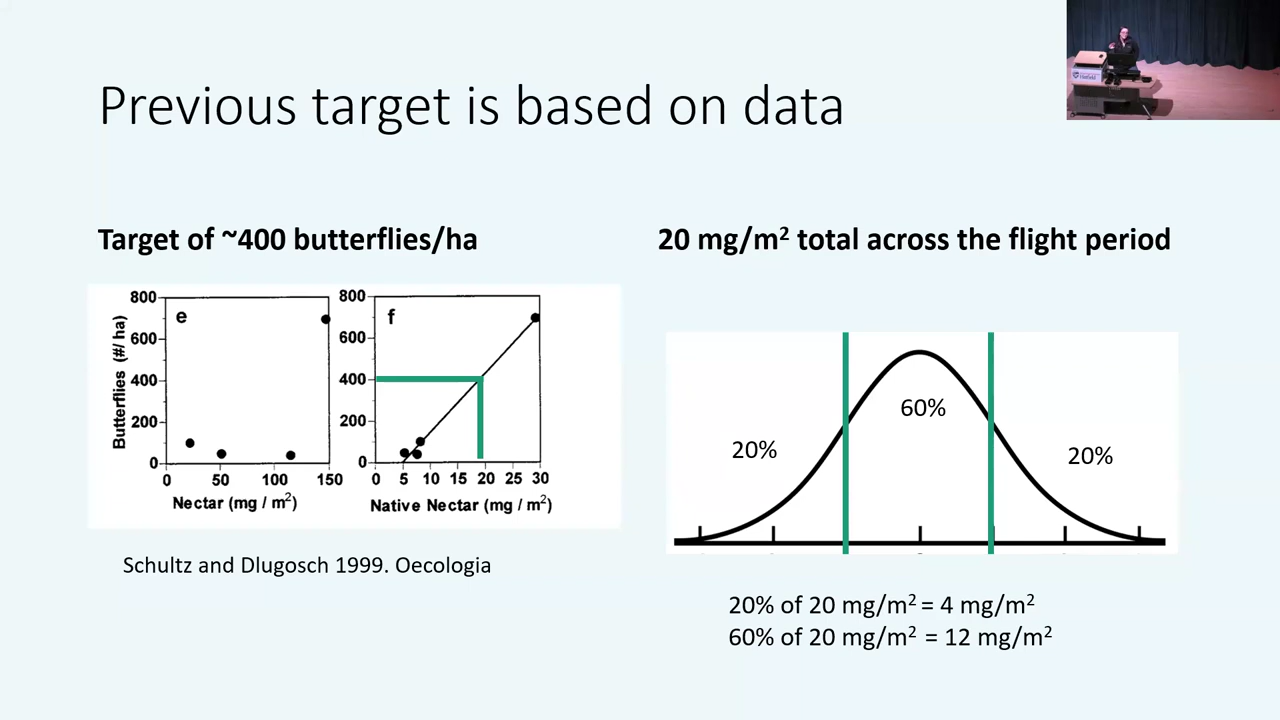 Previous target is based on data
Target of ~400 butterflies/ha
20 mg/m² total across the flight period
e
800
600
400
200
0
Butterflies (#/ ha)
0 50 100 150
Nectar (mg / m²)
f
800
600
400
200
0
0 5 10 15 20 25 30
Native Nectar (mg / m²)
Schultz and Dlugosch 1999. Oecologia
20%
60%
20%
20% of 20 mg/m² = 4 mg/m²
60% of 20 mg/m² = 12 mg/m²